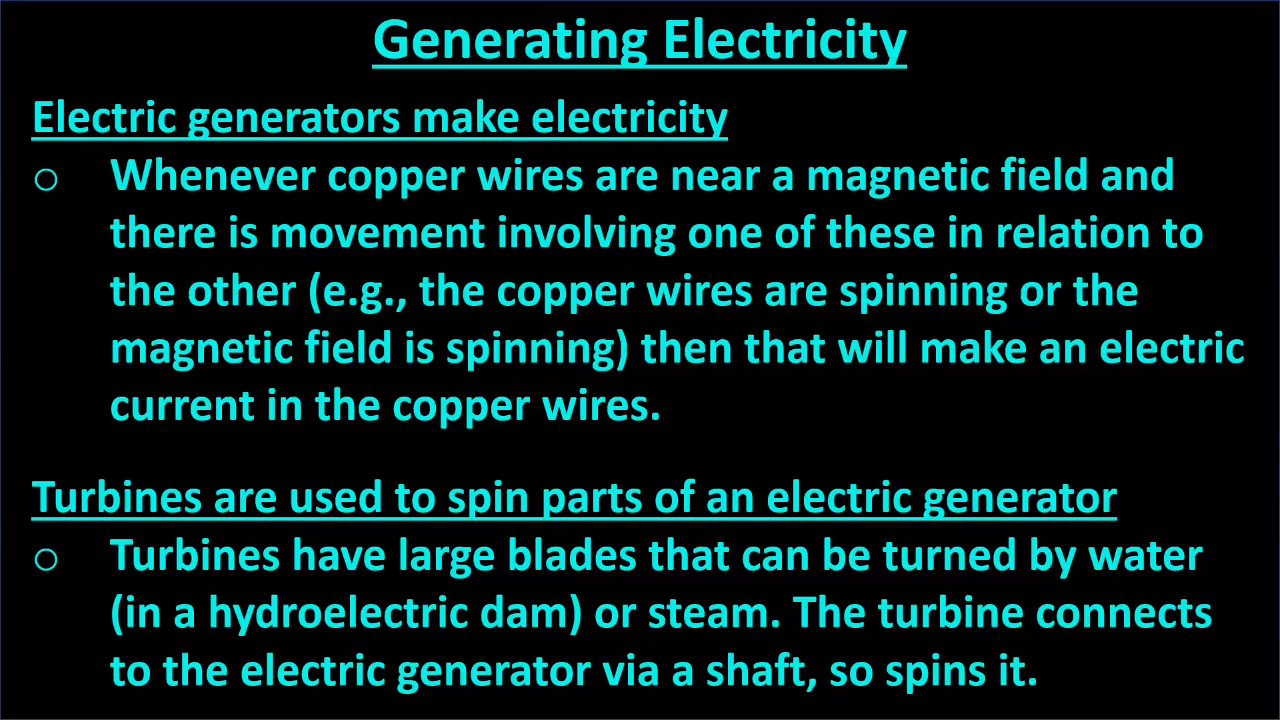 Generating Electricity
Electric generators make electricity
o Whenever copper wires are near a magnetic field and
there is movement involving one of these in relation to
the other (e.g., the copper wires are spinning or the
magnetic field is spinning) then that will make an electric
current in the copper wires.
Turbines are used to spin parts of an electric generator
o Turbines have large blades that can be turned by water
(in a hydroelectric dam) or steam. The turbine connects
to the electric generator via a shaft, so spins it.